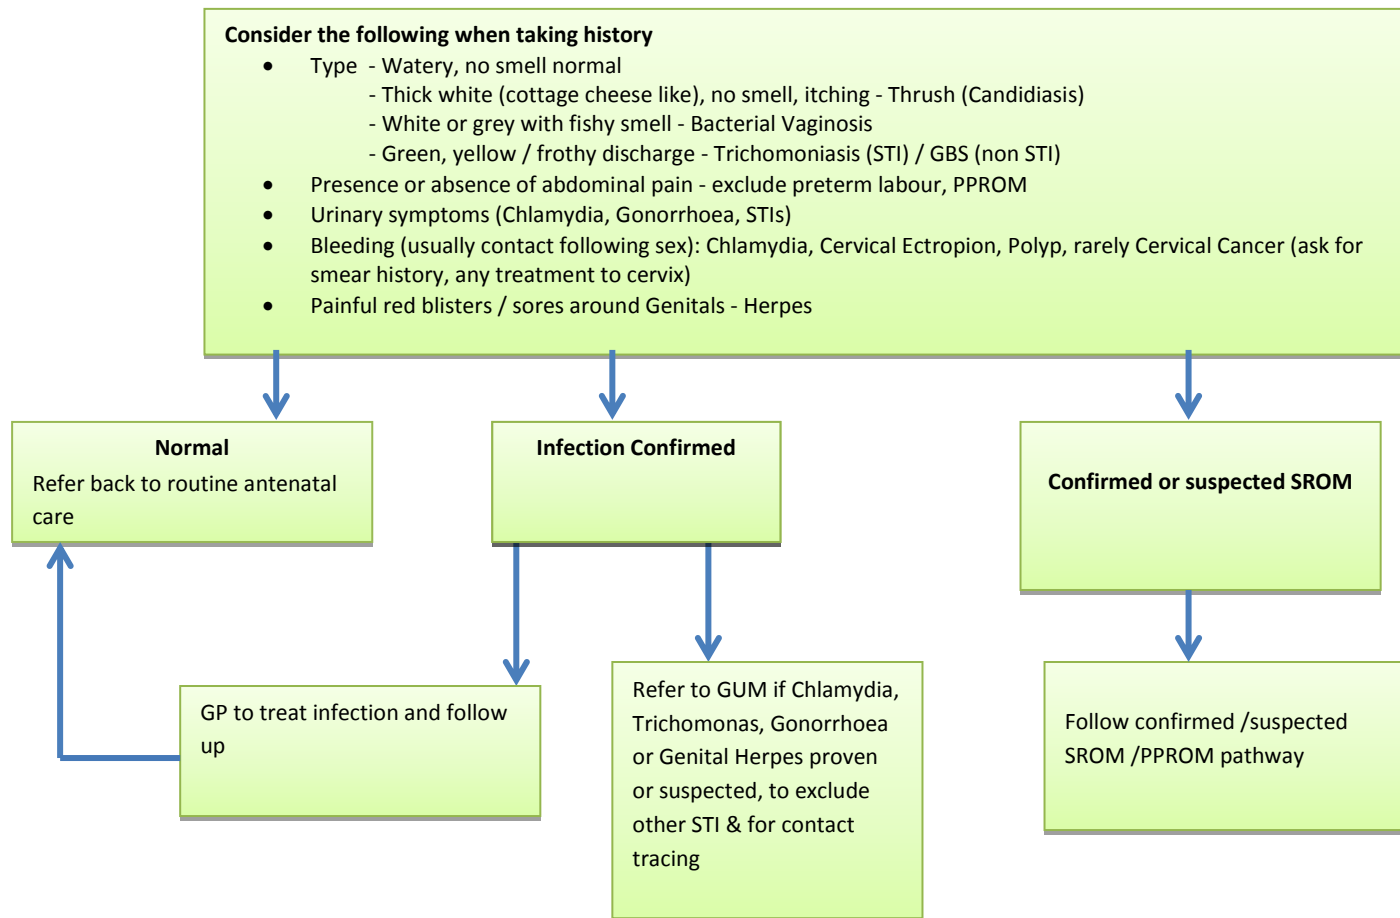 Consider the following when taking history
• Type - Watery, no smell normal
- Thick white (cottage cheese like), no smell, itching - Thrush (Candidiasis)
- White or grey with fishy smell - Bacterial Vaginosis
- Green, yellow / frothy discharge - Trichomoniasis (STI) / GBS (non STI)
• Presence or absence of abdominal pain - exclude preterm labour, PPROM
• Urinary symptoms (Chlamydia, Gonorrhoea, STIs)
• Bleeding (usually contact following sex): Chlamydia, Cervical Ectropion, Polyp, rarely Cervical Cancer (ask for
smear history, any treatment to cervix)
• Painful red blisters / sores around Genitals - Herpes
Normal
Refer back to routine antenatal
care
Infection Confirmed
Confirmed or suspected SROM
GP to treat infection and follow
up
Refer to GUM if Chlamydia,
Trichomonas, Gonorrhoea
or Genital Herpes proven
or suspected, to exclude
other STI & for contact
tracing
Follow confirmed /suspected
SROM /PPROM pathway